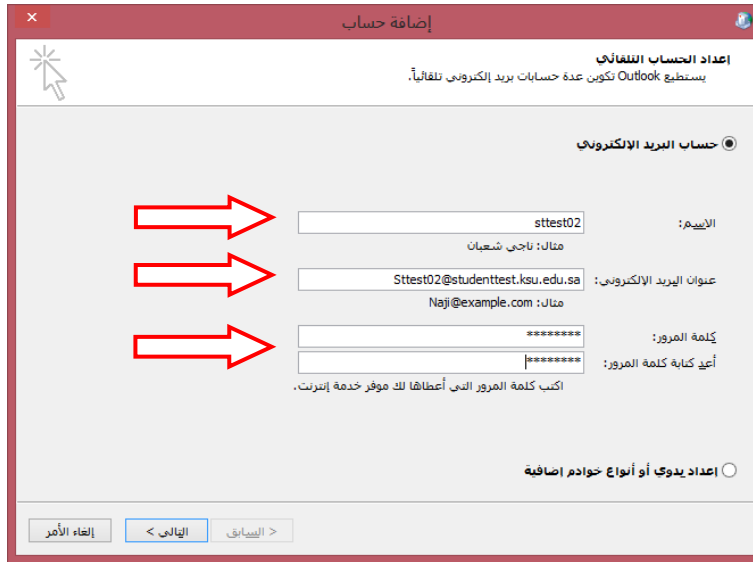 إضافة حساب
إعداد الحساب التلقائي
يستطيع Outlook تكوين عدة حسابات بريد إلكتروني تلقائياً.
حساب البريد الإلكتروني
الاسم: sttest02
مثال: ناجي شعبان
عنوان البريد الإلكتروني: Sttest02@studenttest.ksu.edu.sa
مثال: Naji@example.com
كلمة المرور: ********
أعد كتابة كلمة المرور: ********
اكتب كلمة المرور التي أعطاها لك موفر خدمة إنترنت.
إعداد يدوي أو أنواع خوادم إضافية
< السابق
التالي >
إلغاء الأمر